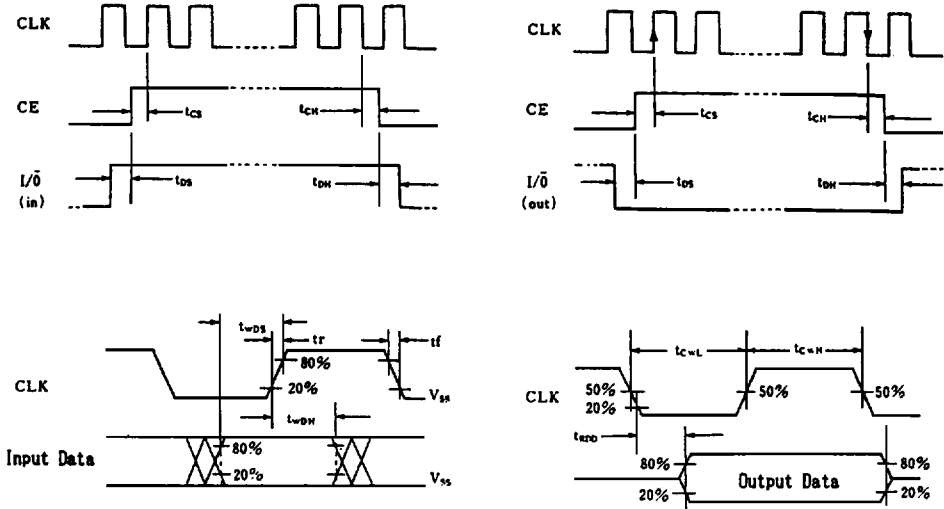 CLK
CE
tCS
tCH
I/Ō
(in)
tDS
tDH
CLK
CE
tCS
tCH
I/Ō
(out)
tDS
tDH
tWDS
tr
tf
80%
20%
CLK
VSS
tWDH
Input Data
80%
20%
VSS
tCWL
tCWH
CLK
50%
20%
50%
50%
tRDD
80%
20%
Output Data
80%
20%